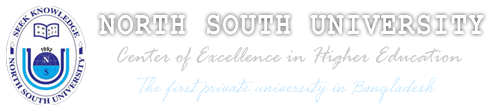 SEEK KNOWLEDGE
1992
N S
NORTH SOUTH UNIVERSITY
NORTH SOUTH UNIVERSITY
Center of Excellence in Higher Education
The first private university in Bangladesh